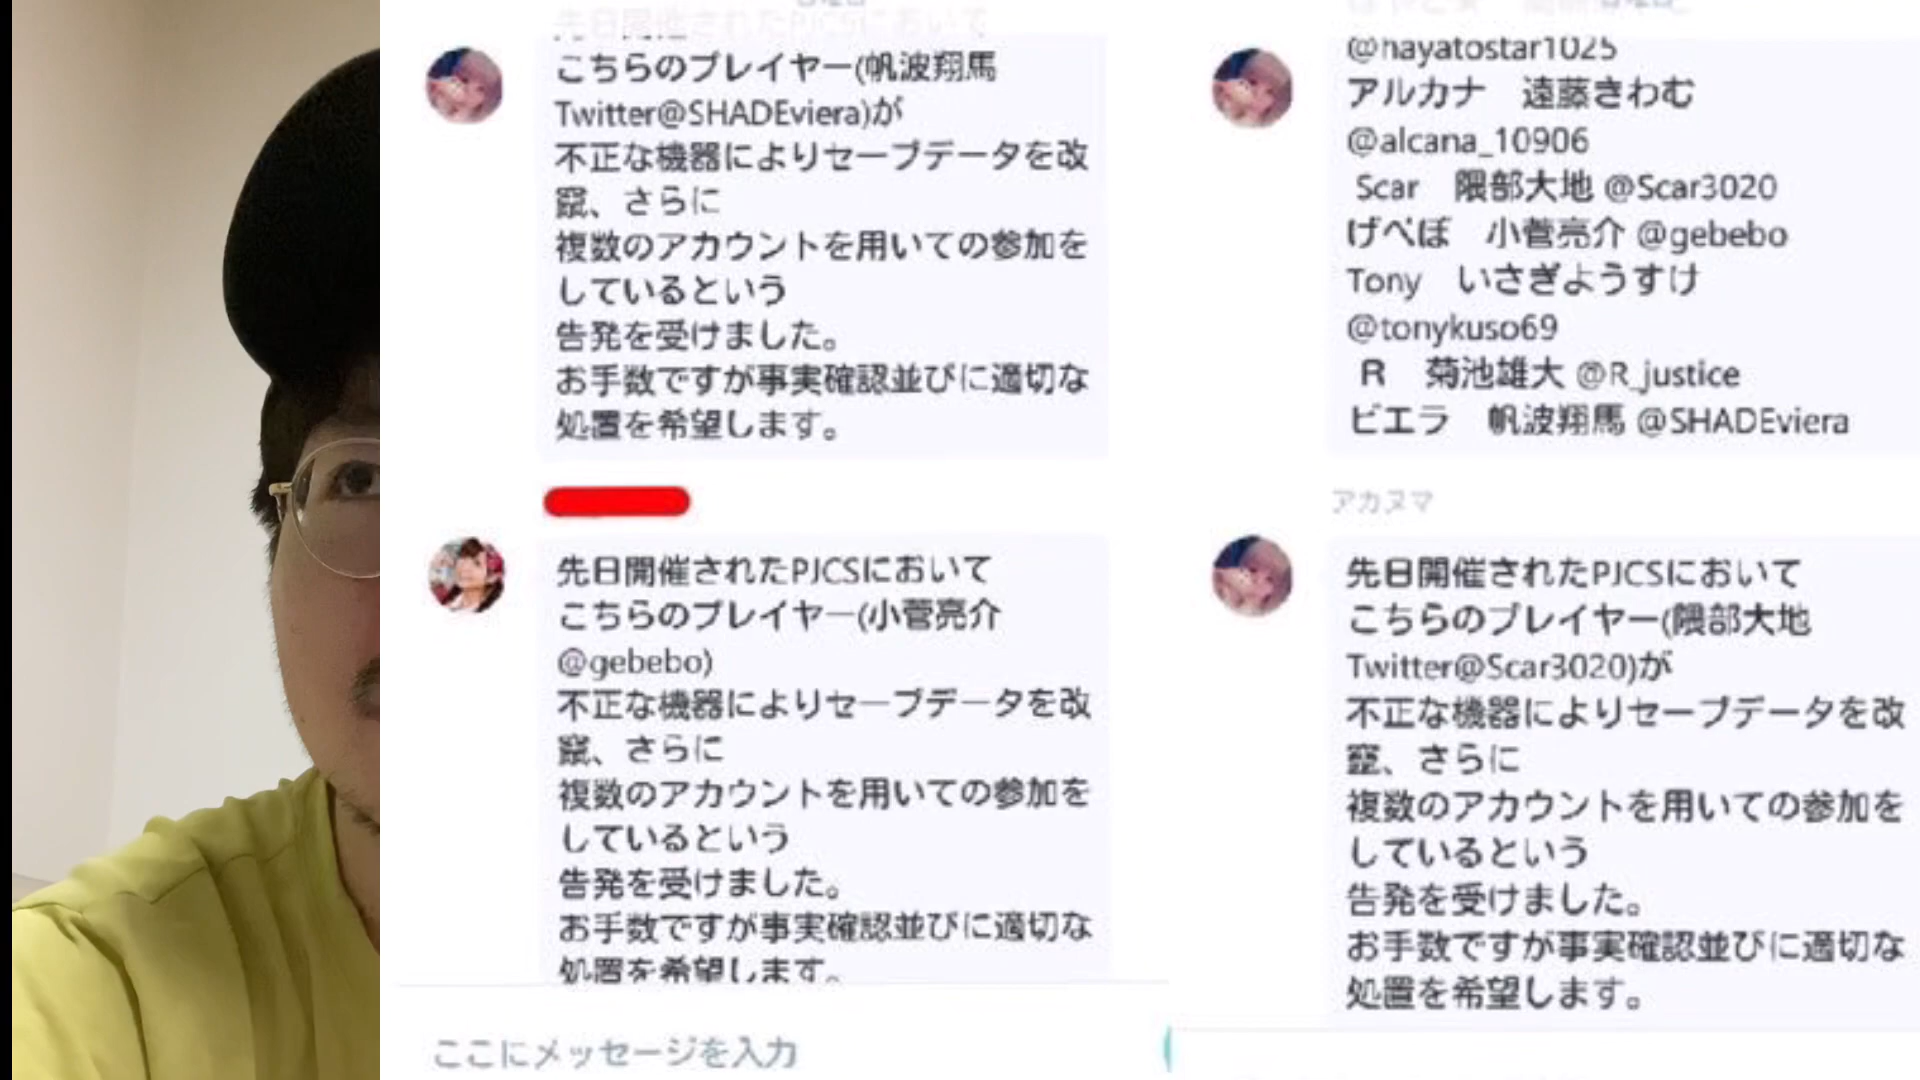 先日開催されたPJCSにおいて
こちらのプレイヤー(帆波翔馬
Twitter@SHADEviera)が
不正な機器によりセーブデータを改
竄、さらに
複数のアカウントを用いての参加を
しているという
告発を受けました。
お手数ですが事実確認並びに適切な
処置を希望します。
先日開催されたPJCSにおいて
こちらのプレイヤー(小菅亮介
@gebebo)
不正な機器によりセーブデータを改
竄、さらに
複数のアカウントを用いての参加を
しているという
告発を受けました。
お手数ですが事実確認並びに適切な
処置を希望します。
ここにメッセージを入力
@hayatostar1025
アルカナ 遠藤きわむ
@alcana_10906
Scar 隈部大地 @Scar3020
げぺぼ 小菅亮介 @gebebo
Tony いさぎようすけ
@tonykuso69
R 菊池雄大 @R_justice
ビエラ 帆波翔馬 @SHADEviera
アカヌマ
先日開催されたPJCSにおいて
こちらのプレイヤー(隈部大地
Twitter@Scar3020)が
不正な機器によりセーブデータを改
竄、さらに
複数のアカウントを用いての参加を
しているという
告発を受けました。
お手数ですが事実確認並びに適切な
処置を希望します。